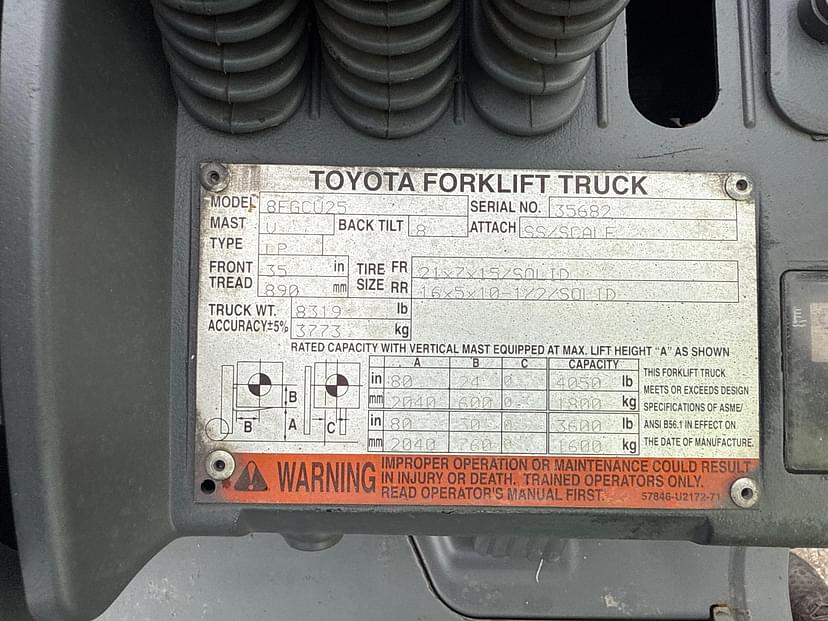 TOYOTA FORKLIFT TRUCK
MODEL 8FGCU25 SERIAL NO. 35682
MAST V BACK TILT 8 ATTACH SS/SCALE
TYPE LP
FRONT TREAD 35 in TIRE SIZE FR 21x7x15/SOLID
890 mm RR 16x5x10-1/2/SOLID
TRUCK WT. 8319 lb
ACCURACY±5% 3773 kg
RATED CAPACITY WITH VERTICAL MAST EQUIPPED AT MAX. LIFT HEIGHT "A" AS SHOWN
A B C CAPACITY
in 80 24 0 4050 lb
mm 2040 600 0 1800 kg
in 80 30 0 3600 lb
mm 2040 760 0 1600 kg
B B A C
THIS FORKLIFT TRUCK
MEETS OR EXCEEDS DESIGN
SPECIFICATIONS OF ASME/
ANSI B56.1 IN EFFECT ON
THE DATE OF MANUFACTURE.
WARNING
IMPROPER OPERATION OR MAINTENANCE COULD RESULT
IN INJURY OR DEATH. TRAINED OPERATORS ONLY.
READ OPERATOR'S MANUAL FIRST. 57846-U2172-71